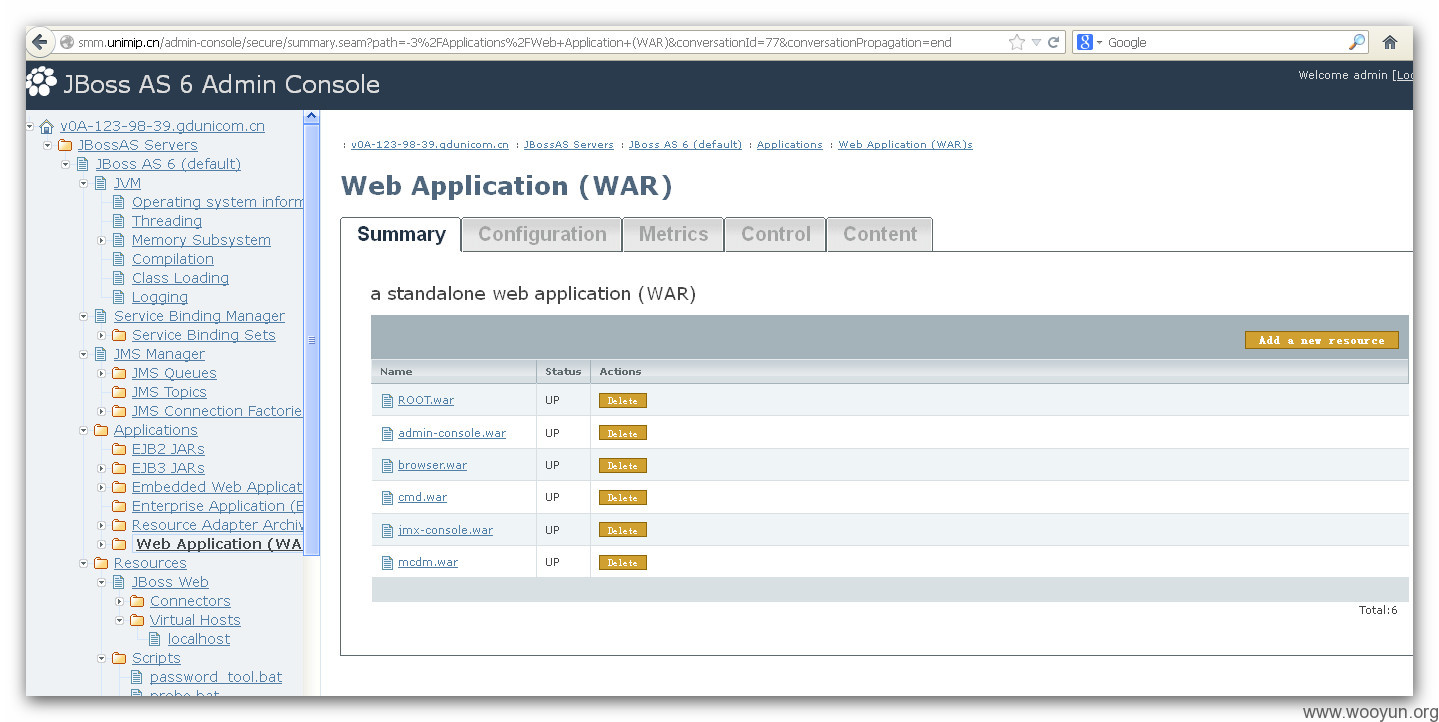 smm.unimip.cn/admin-console/secure/summary.seam?path=-3%2FApplications%2FWeb+Application+(WAR)&conversationId=77&conversationPropagation=end
Google
JBoss AS 6 Admin Console
Welcome admin [Loc
v0A-123-98-39.gdunicom.cn
JBossAS Servers
JBoss AS 6 (default)
JVM
Operating system inform
Threading
Memory Subsystem
Compilation
Class Loading
Logging
Service Binding Manager
Service Binding Sets
JMS Manager
JMS Queues
JMS Topics
JMS Connection Factorie
Applications
EJB2 JARs
EJB3 JARs
Embedded Web Applicat
Enterprise Application (E
Resource Adapter Archiv
Web Application (WA
Resources
JBoss Web
Connectors
Virtual Hosts
localhost
Scripts
password_tool.bat
probe.bat
: v0A-123-98-39.gdunicom.cn : JBossAS Servers : JBoss AS 6 (default) : Applications : Web Application (WAR)s
Web Application (WAR)
Summary Configuration Metrics Control Content
a standalone web application (WAR)
Add a new resource
Name Status Actions
ROOT.war UP Delete
admin-console.war UP Delete
browser.war UP Delete
cmd.war UP Delete
jmx-console.war UP Delete
mcdm.war UP Delete
Total:6
www.wooyun.org